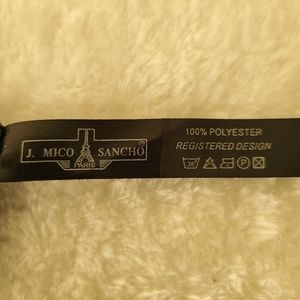 J. MICO SANCHO®
PARIS
100% POLYESTER
REGISTERED DESIGN
30 P